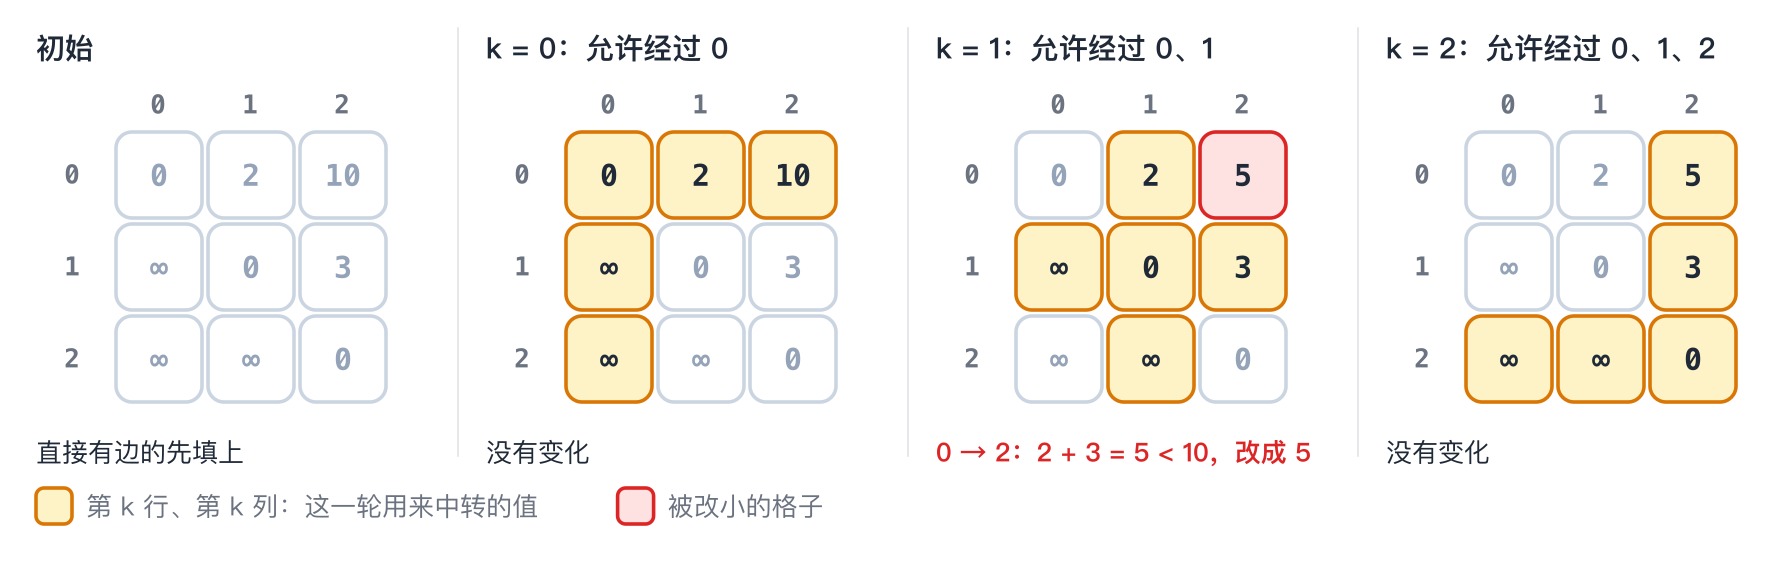 初始
k = 0：允许经过 0
k = 1：允许经过 0、1
k = 2：允许经过 0、1、2
0 1 2
0 0 2 10
1 ∞ 0 3
2 ∞ ∞ 0
直接有边的先填上
0 1 2
0 0 2 10
1 ∞ 0 3
2 ∞ ∞ 0
没有变化
0 1 2
0 0 2 5
1 ∞ 0 3
2 ∞ ∞ 0
0 → 2：2 + 3 = 5 < 10，改成 5
0 1 2
0 0 2 5
1 ∞ 0 3
2 ∞ ∞ 0
没有变化
第 k 行、第 k 列：这一轮用来中转的值
被改小的格子